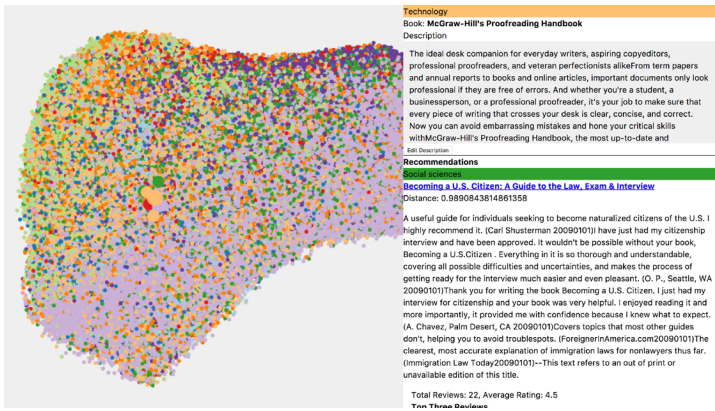 Technology
Book: McGraw-Hill's Proofreading Handbook
Description
The ideal desk companion for everyday writers, aspiring copyeditors,
professional proofreaders, and veteran perfectionists alikeFrom term papers
and annual reports to books and online articles, important documents only look
professional if they are free of errors. And whether you're a student, a
businessperson, or a professional proofreader, it's your job to make sure that
every piece of writing that crosses your desk is clear, concise, and correct.
Now you can avoid embarrassing mistakes and hone your critical skills
withMcGraw-Hill's Proofreading Handbook, the most up-to-date and
Edit Description
Recommendations
Social sciences
Becoming a U.S. Citizen: A Guide to the Law, Exam & Interview
Distance: 0.9890843814861358
A useful guide for individuals seeking to become naturalized citizens of the U.S. I
highly recommend it. (Carl Shusterman 20090101)I have just had my citizenship
interview and have been approved. It wouldn't be possible without your book,
Becoming a U.S.Citizen . Everything in it is so thorough and understandable,
covering all possible difficulties and uncertainties, and makes the process of
getting ready for the interview much easier and even pleasant. (O. P., Seattle, WA
20090101)Thank you for writing the book Becoming a U.S. Citizen. I just had my
interview for citizenship and your book was very helpful. I enjoyed reading it and
more importantly, it provided me with confidence because I knew what to expect.
(A. Chavez, Palm Desert, CA 20090101)Covers topics that most other guides
don't, helping you to avoid troublespots. (ForeignerinAmerica.com20090101)The
clearest, most accurate explanation of immigration laws for nonlawyers thus far.
(Immigration Law Today20090101)--This text refers to an out of print or
unavailable edition of this title.
Total Reviews: 22, Average Rating: 4.5
Top Three Reviews